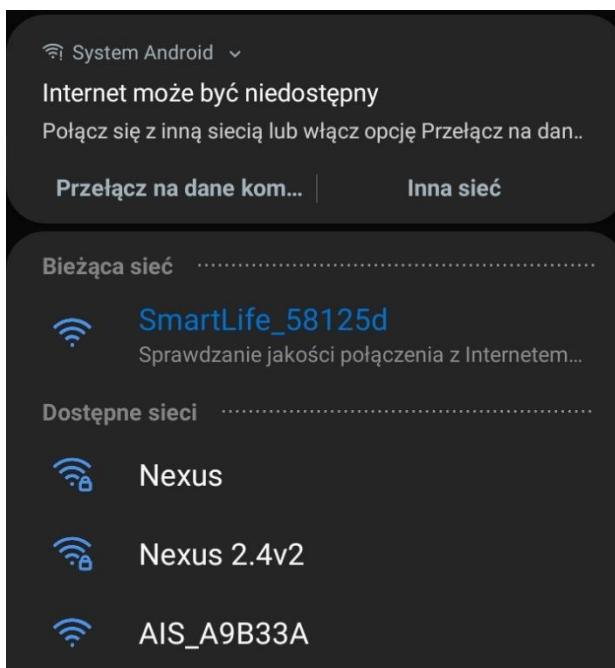 System Android
Internet może być niedostępny
Połącz się z inną siecią lub włącz opcję Przełącz na dan..
Przełącz na dane kom... Inna sieć
Bieżąca sieć
SmartLife_58125d
Sprawdzanie jakości połączenia z Internetem...
Dostępne sieci
Nexus
Nexus 2.4v2
AIS_A9B33A